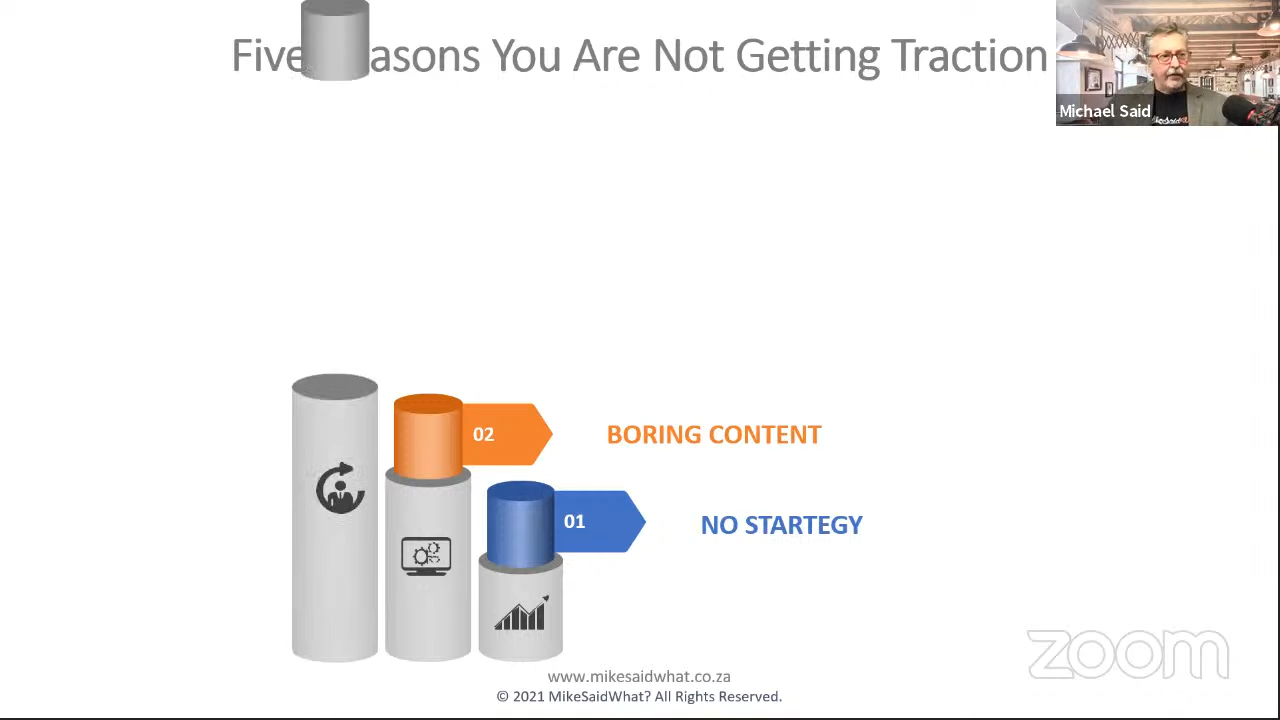 Five asons You Are Not Getting Traction
Michael Said
02
BORING CONTENT
01
NO STARTEGY
zoom
www.mikesaidwhat.co.za
© 2021 MikeSaidWhat? All Rights Reserved.